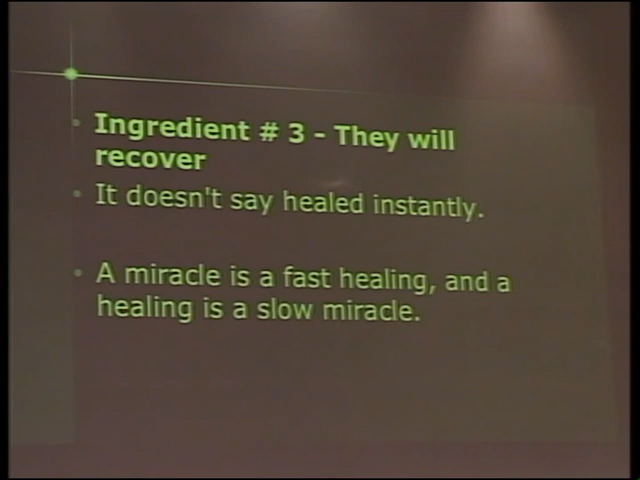 Ingredient # 3 - They will
recover
It doesn't say healed instantly.
A miracle is a fast healing, and a
healing is a slow miracle.